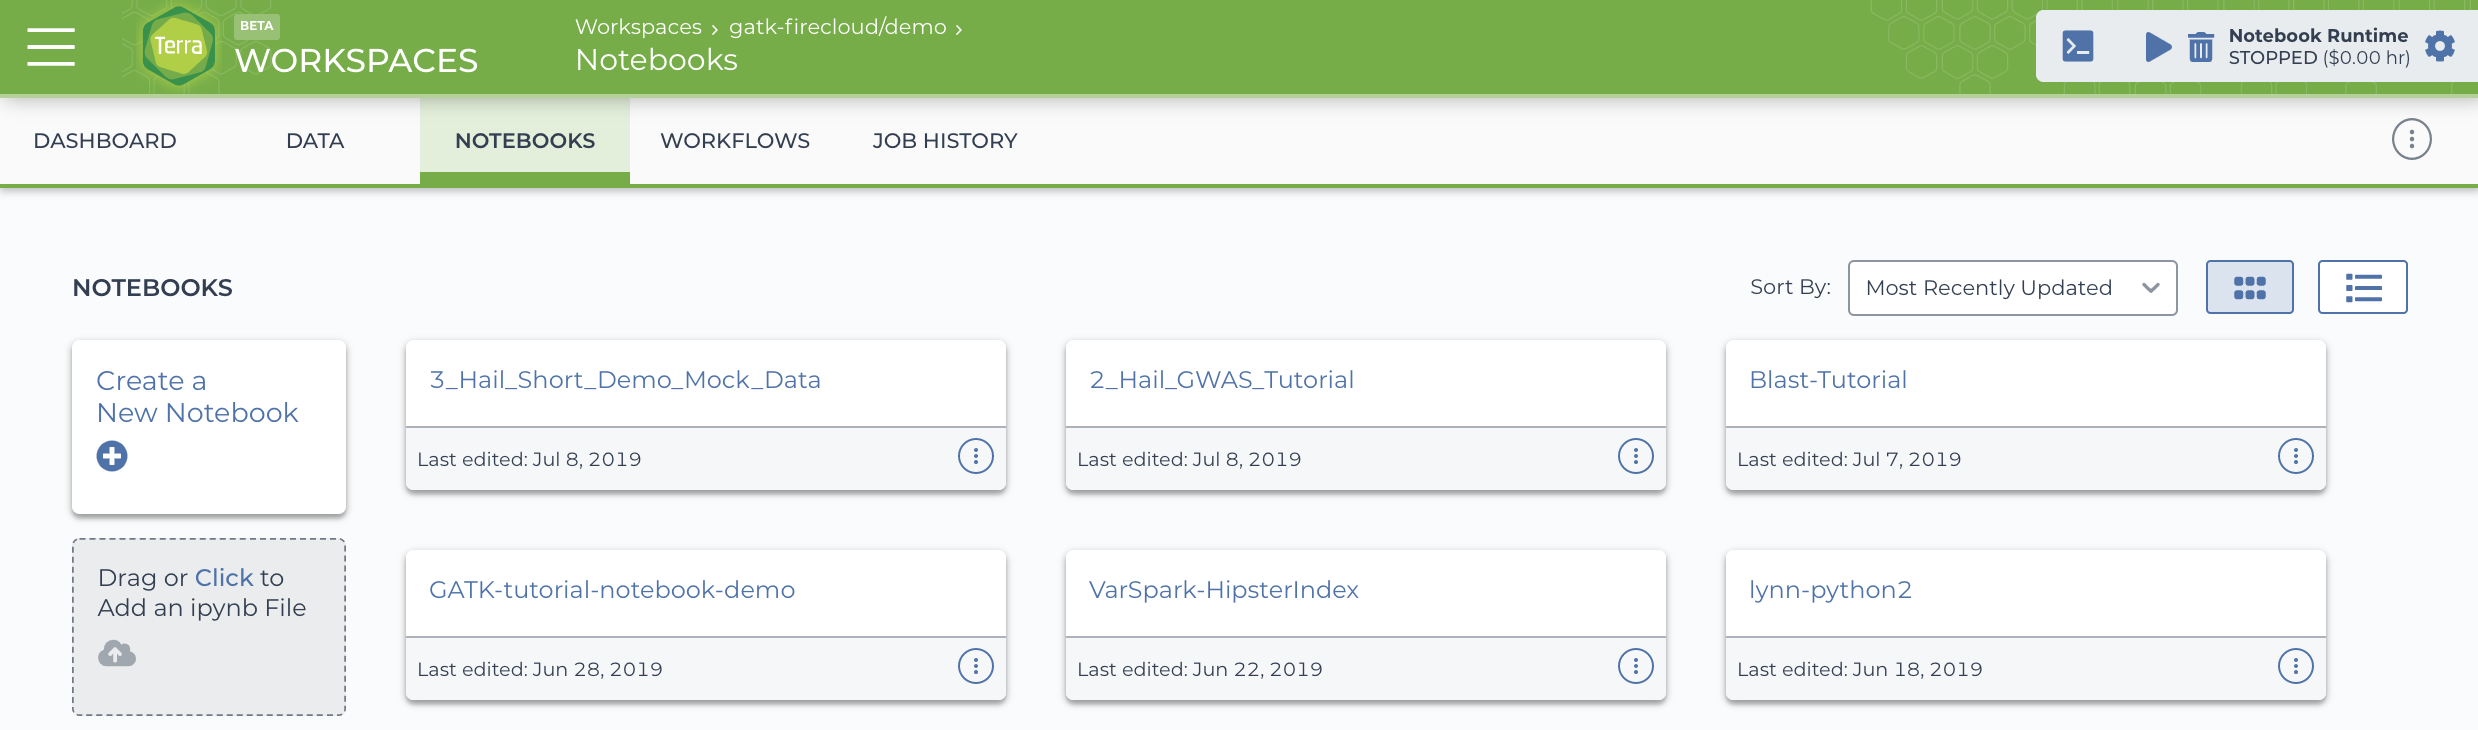 Terra
BETA
WORKSPACES
Workspaces › gatk-firecloud/demo ›
Notebooks
Notebook Runtime
STOPPED ($0.00 hr)
DASHBOARD
DATA
NOTEBOOKS
WORKFLOWS
JOB HISTORY
NOTEBOOKS
Sort By:
Most Recently Updated
Create a
New Notebook
3_Hail_Short_Demo_Mock_Data
Last edited: Jul 8, 2019
2_Hail_GWAS_Tutorial
Last edited: Jul 8, 2019
Blast-Tutorial
Last edited: Jul 7, 2019
Drag or Click to
Add an ipynb File
GATK-tutorial-notebook-demo
Last edited: Jun 28, 2019
VarSpark-HipsterIndex
Last edited: Jun 22, 2019
lynn-python2
Last edited: Jun 18, 2019